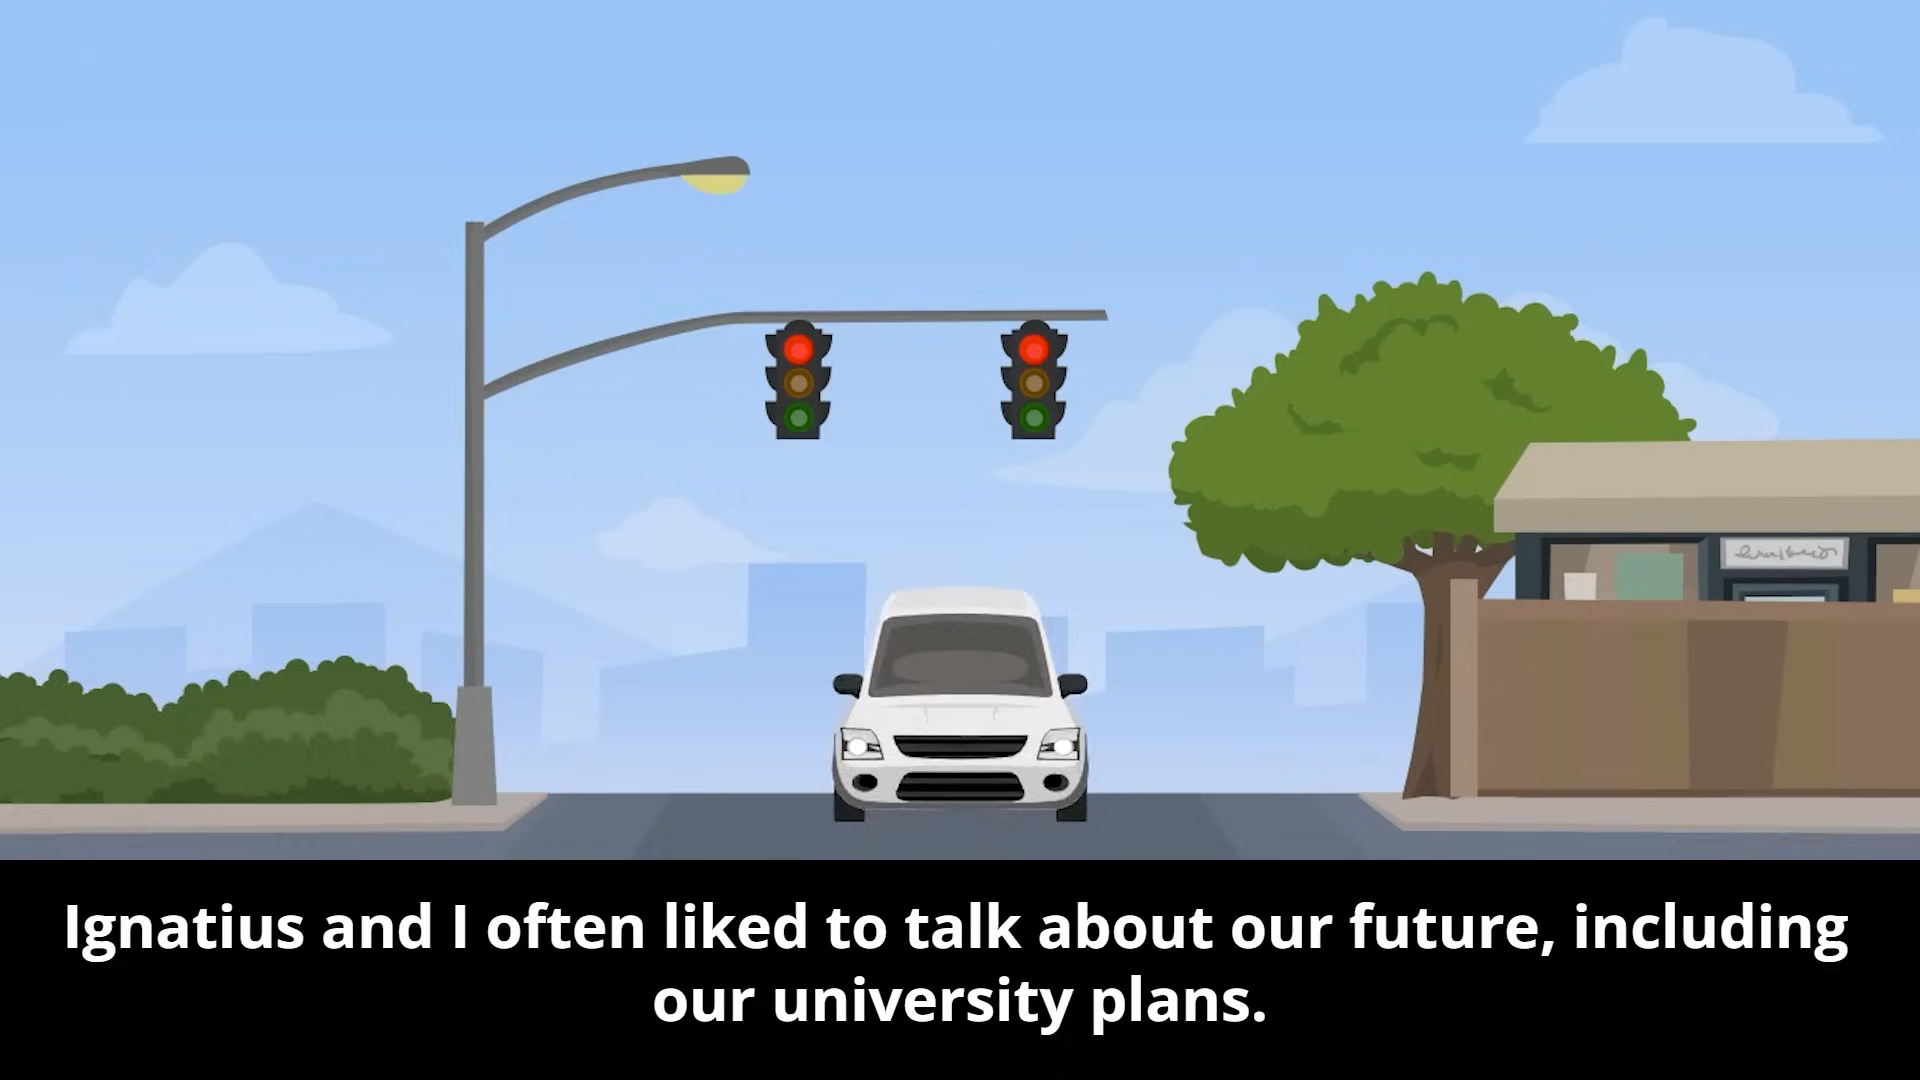 Ignatius and I often liked to talk about our future, including
our university plans.